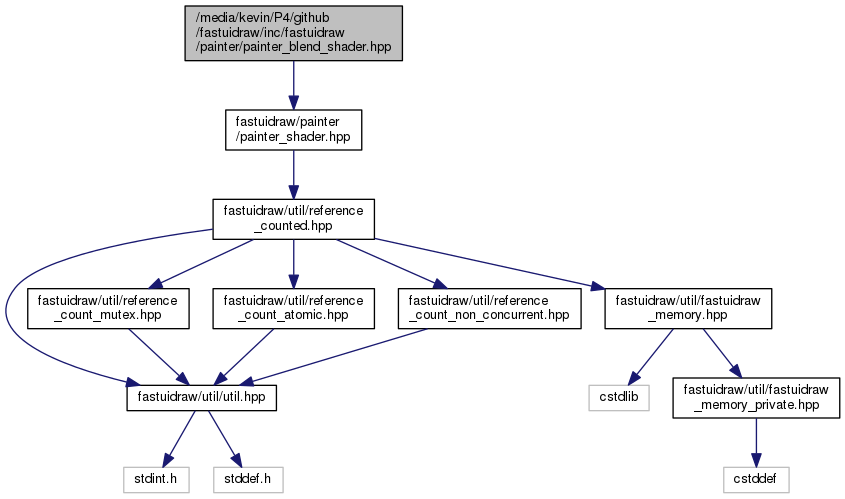 /media/kevin/P4/github
/fastuidraw/inc/fastuidraw
/painter/painter_blend_shader.hpp
fastuidraw/painter
/painter_shader.hpp
fastuidraw/util/reference
_counted.hpp
fastuidraw/util/reference
_count_mutex.hpp
fastuidraw/util/reference
_count_atomic.hpp
fastuidraw/util/reference
_count_non_concurrent.hpp
fastuidraw/util/fastuidraw
_memory.hpp
fastuidraw/util/util.hpp
cstdlib
fastuidraw/util/fastuidraw
_memory_private.hpp
stdint.h
stddef.h
cstddef